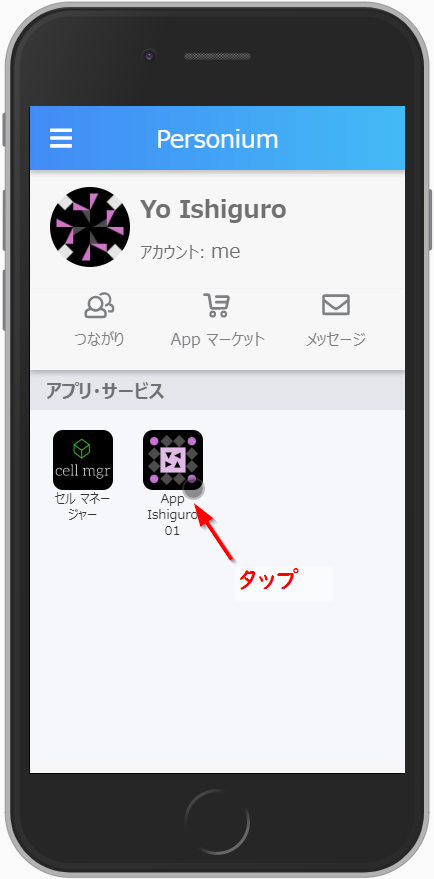 Personium
Yo Ishiguro
アカウント: me
つながり
App マーケット
メッセージ
アプリ・サービス
cell mgr
セル マネー
ジャー
App
Ishiguro
01
タップ